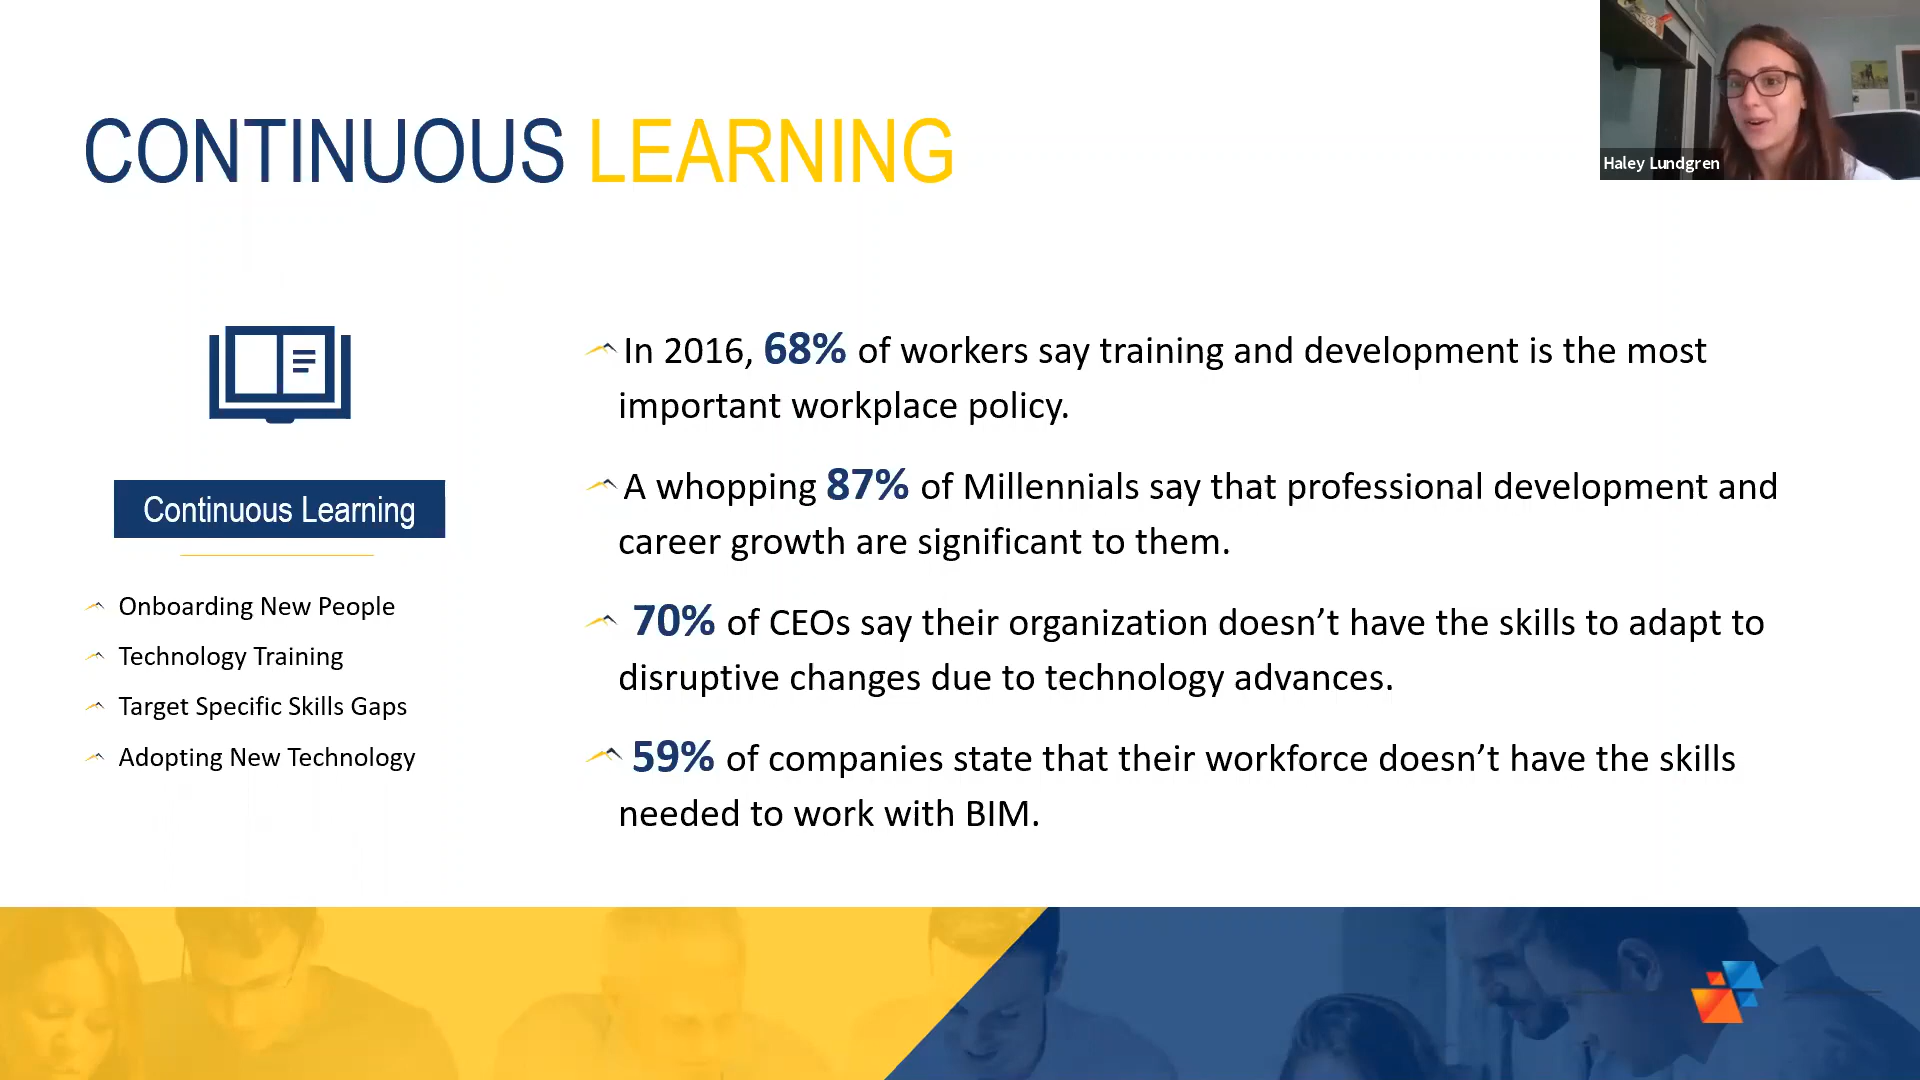 CONTINUOUS LEARNING
Haley Lundgren
Continuous Learning
Onboarding New People
Technology Training
Target Specific Skills Gaps
Adopting New Technology
In 2016, 68% of workers say training and development is the most
important workplace policy.
A whopping 87% of Millennials say that professional development and
career growth are significant to them.
70% of CEOs say their organization doesn’t have the skills to adapt to
disruptive changes due to technology advances.
59% of companies state that their workforce doesn’t have the skills
needed to work with BIM.